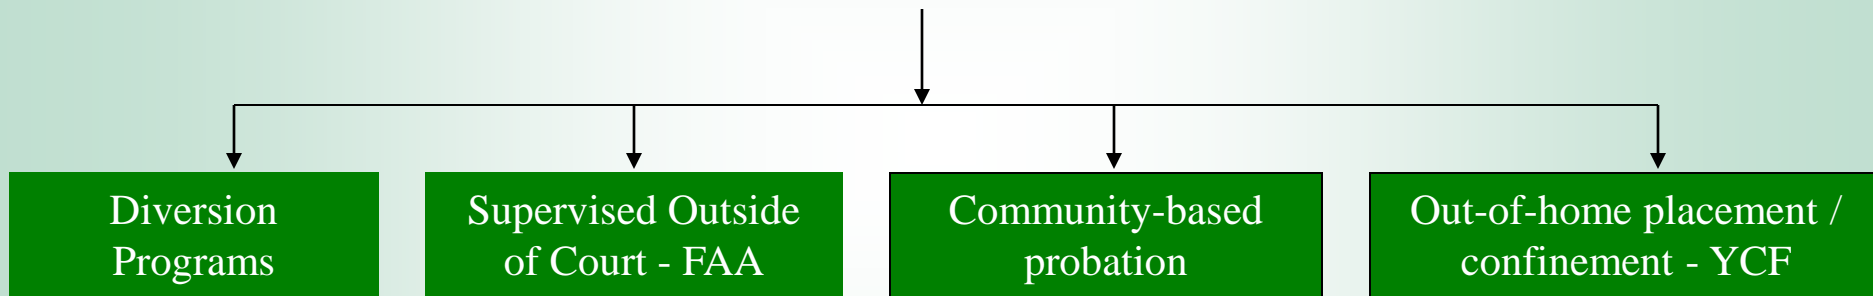 Diversion
Programs
Supervised Outside
of Court - FAA
Community-based
probation
Out-of-home placement /
confinement - YCF